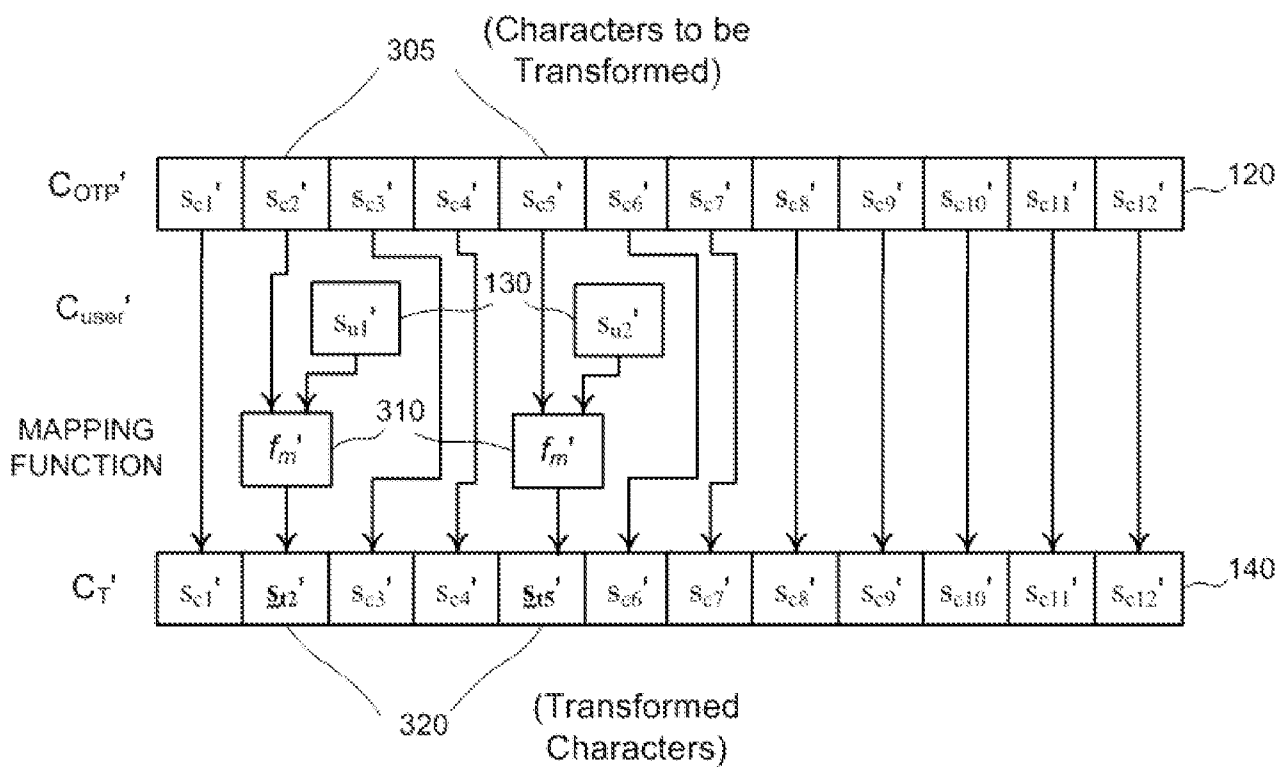 (Characters to be
Transformed)
305
C_OTP' s_c1' s_c2' s_c3' s_c4' s_c5' s_c6' s_c7' s_c8' s_c9' s_c10' s_c11' s_c12' 120
C_user' s_u1' 130 s_u2'
MAPPING
FUNCTION
f_m' 310 f_m'
C_T' s_c1' s_t2' s_c3' s_c4' s_t5' s_c6' s_c7' s_c8' s_c9' s_c10' s_c11' s_c12' 140
320
(Transformed
Characters)